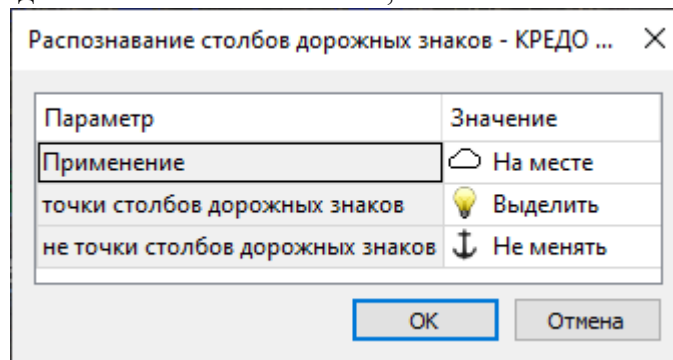 Распознавание столбов дорожных знаков - КРЕДО ...
Параметр Значение
Применение На месте
точки столбов дорожных знаков Выделить
не точки столбов дорожных знаков Не менять
OK Отмена